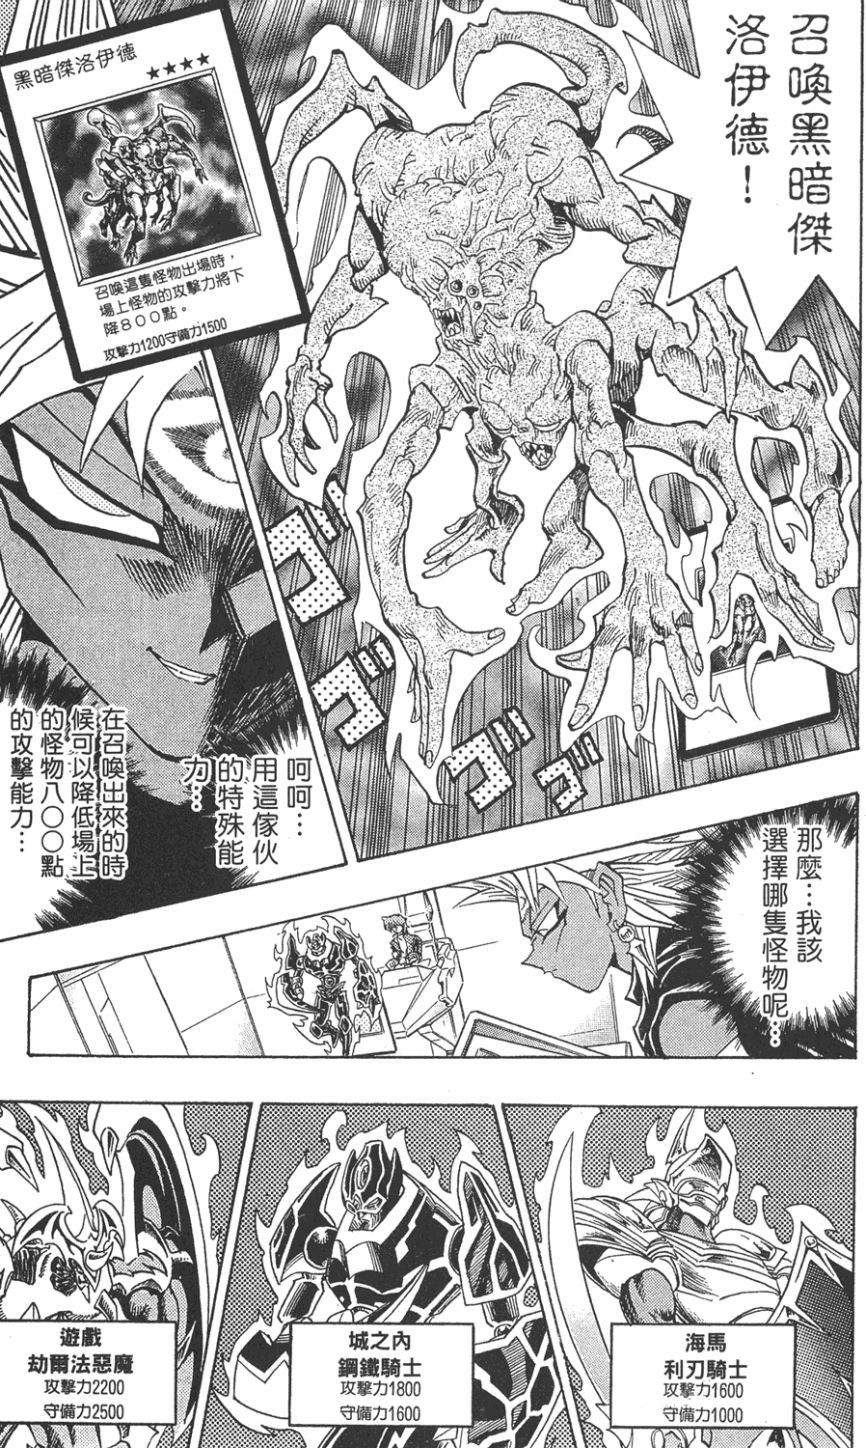 召喚黑暗傑
洛伊德！
黑暗傑洛伊德
★★★★
召喚這隻怪物出場時，
場上怪物的攻擊力將下
降８００點。
攻擊力1200守備力1500
ゴ
ゴ
ゴ
ゴ
呵呵…
用這傢伙
的特殊能
力…
在召喚出來的時
候可以降低場上
的怪物八〇〇點
的攻擊能力…
那麼…我該
選擇哪隻怪物呢…
海馬
利刃騎士
攻擊力1600
守備力1000
城之內
鋼鐵騎士
攻擊力1800
守備力1600
遊戲
劫爾法惡魔
攻擊力2200
守備力2500